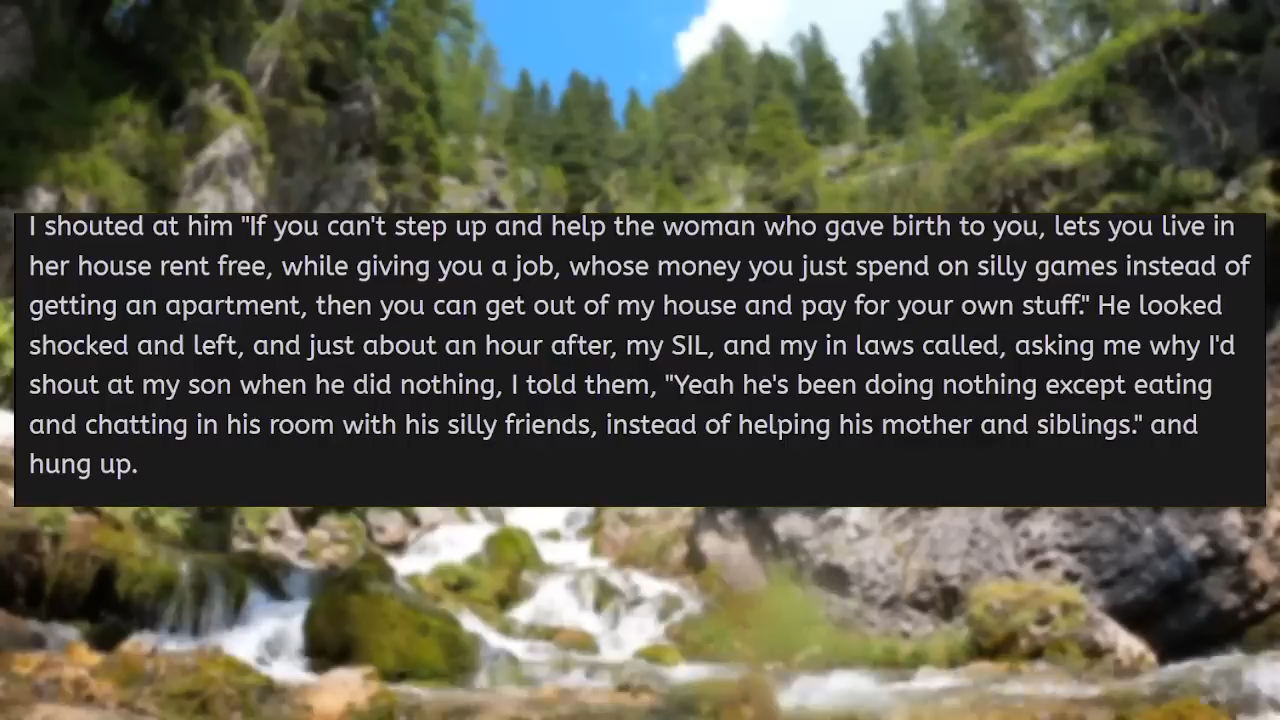 I shouted at him "If you can't step up and help the woman who gave birth to you, lets you live in
her house rent free, while giving you a job, whose money you just spend on silly games instead of
getting an apartment, then you can get out of my house and pay for your own stuff." He looked
shocked and left, and just about an hour after, my SIL, and my in laws called, asking me why I'd
shout at my son when he did nothing, I told them, "Yeah he's been doing nothing except eating
and chatting in his room with his silly friends, instead of helping his mother and siblings." and
hung up.